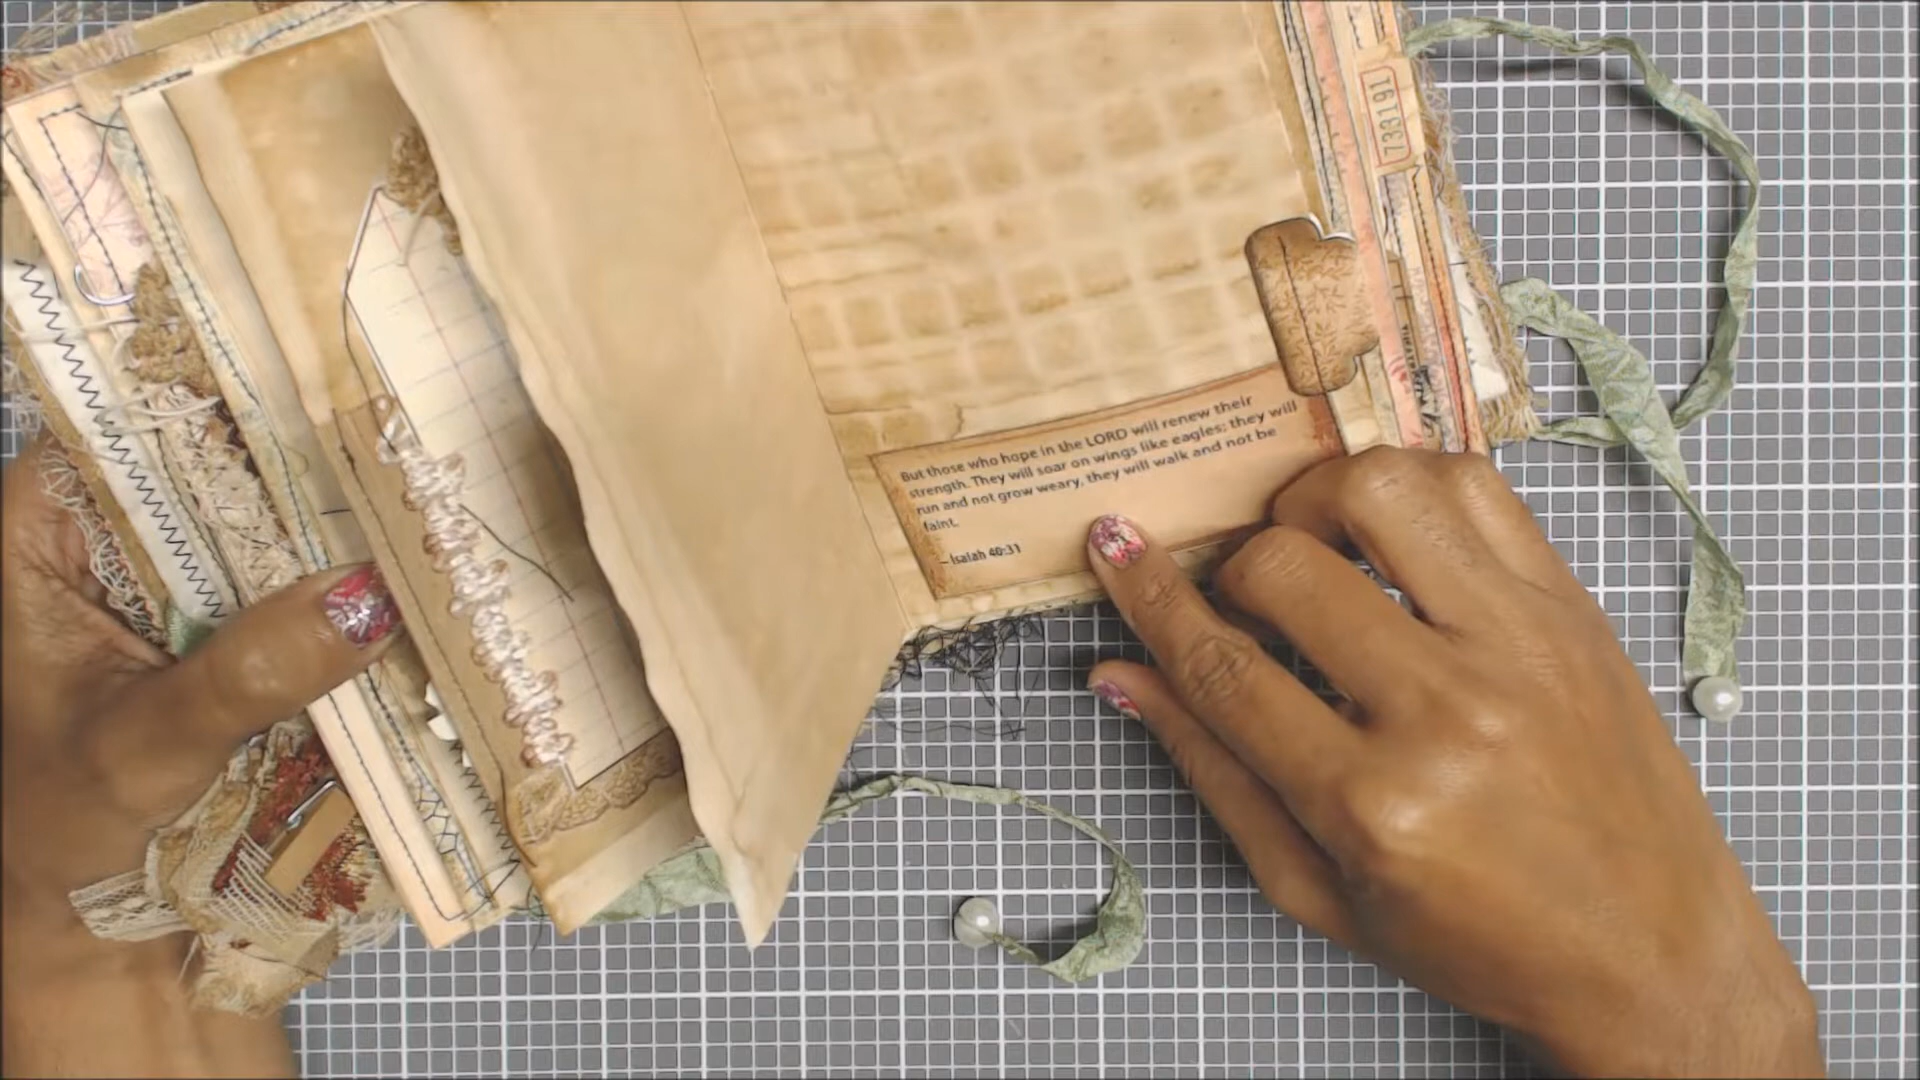 733191
But those who hope in the LORD will renew their
strength. They will soar on wings like eagles; they will
run and not grow weary, they will walk and not be
faint.
– Isaiah 40:31